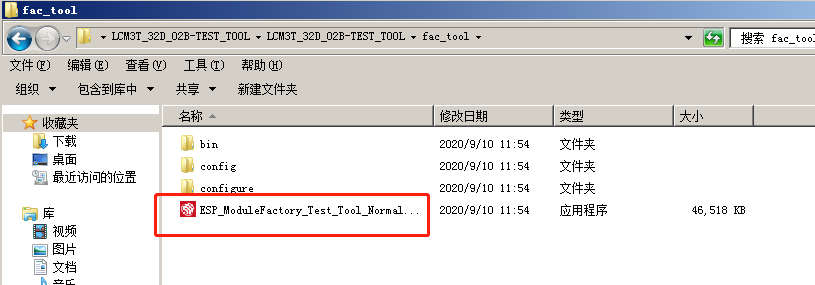 fac_tool
LCM3T_32D_02B-TEST_TOOL LCM3T_32D_02B-TEST_TOOL fac_tool
搜索 fac_too
文件(F) 编辑(E) 查看(V) 工具(T) 帮助(H)
组织 包含到库中 共享 新建文件夹
收藏夹
下载
桌面
最近访问的位置
库
视频
图片
文档
音乐
名称 修改日期 类型 大小
bin 2020/9/10 11:54 文件夹
config 2020/9/10 11:54 文件夹
configure 2020/9/10 11:54 文件夹
ESP_ModuleFactory_Test_Tool_Normal... 2020/9/10 11:54 应用程序 46,518 KB